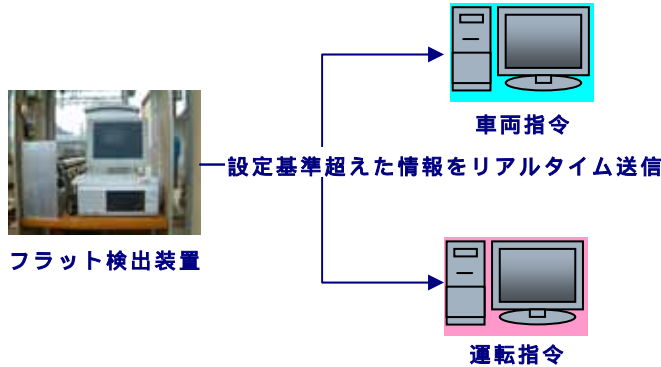 車両指令
設定基準超えた情報をリアルタイム送信
フラット検出装置
運転指令